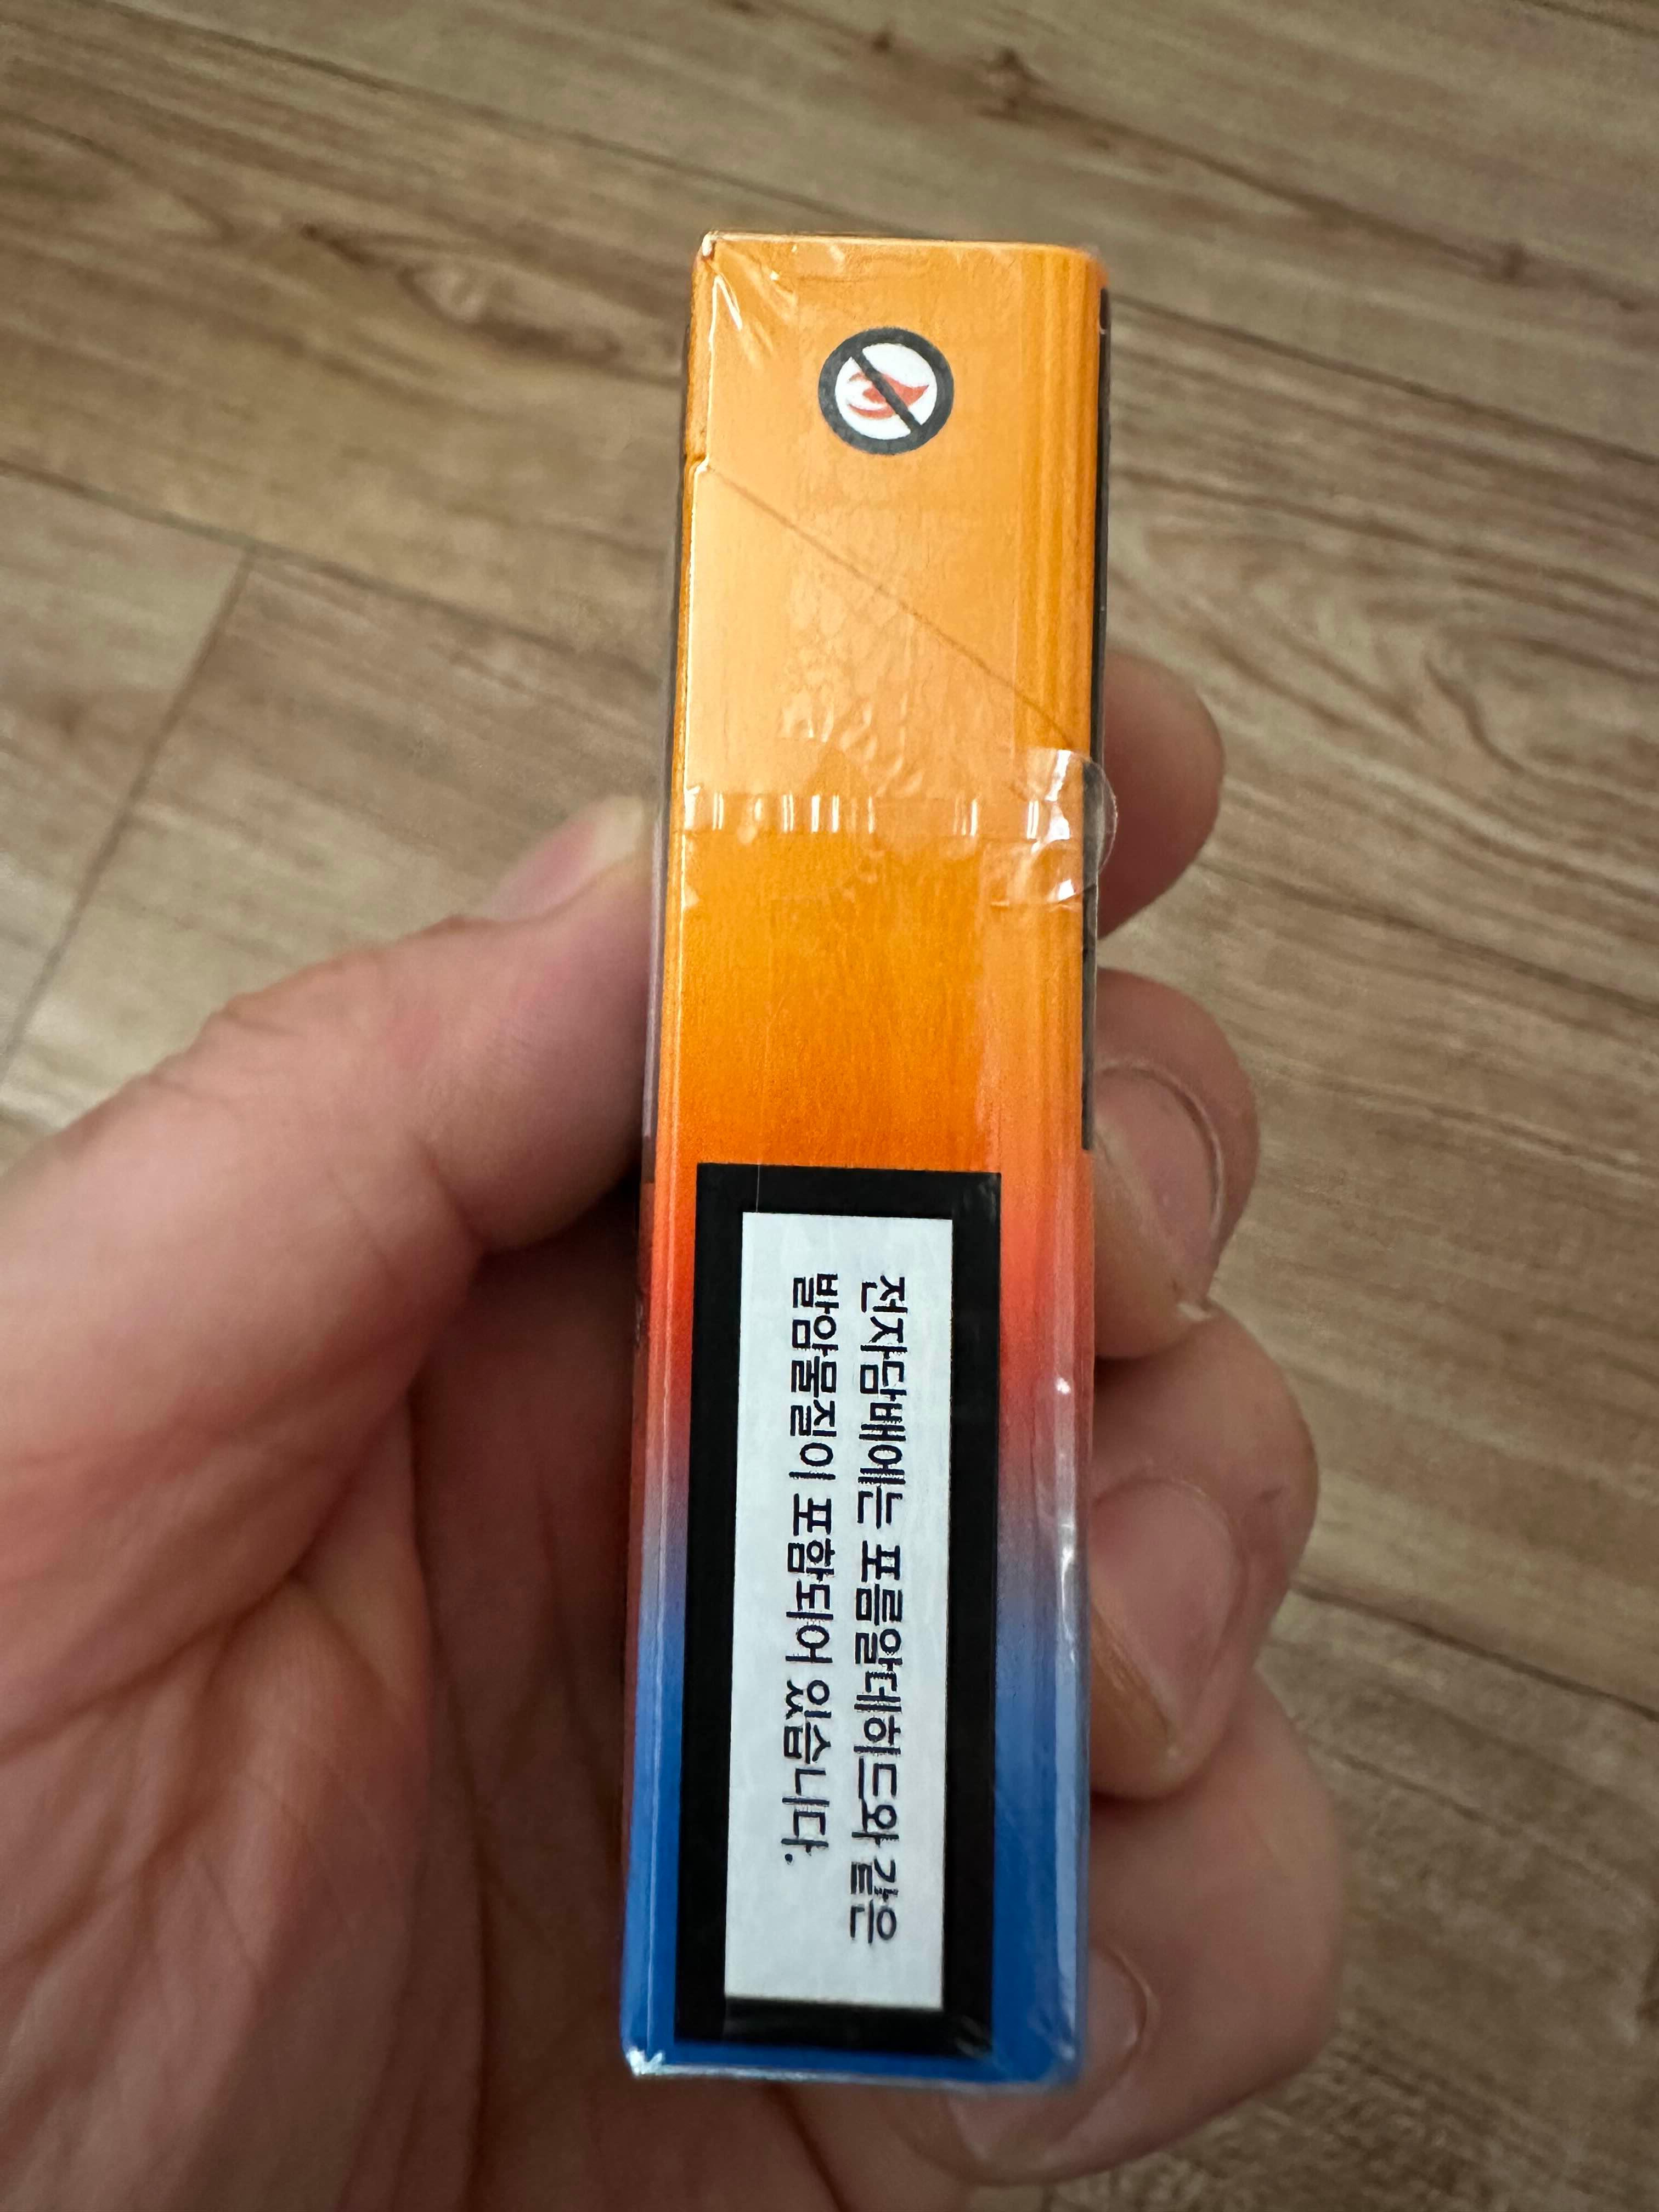 전자담배에는 포름알데히드와 같은
발암물질이 포함되어 있습니다.